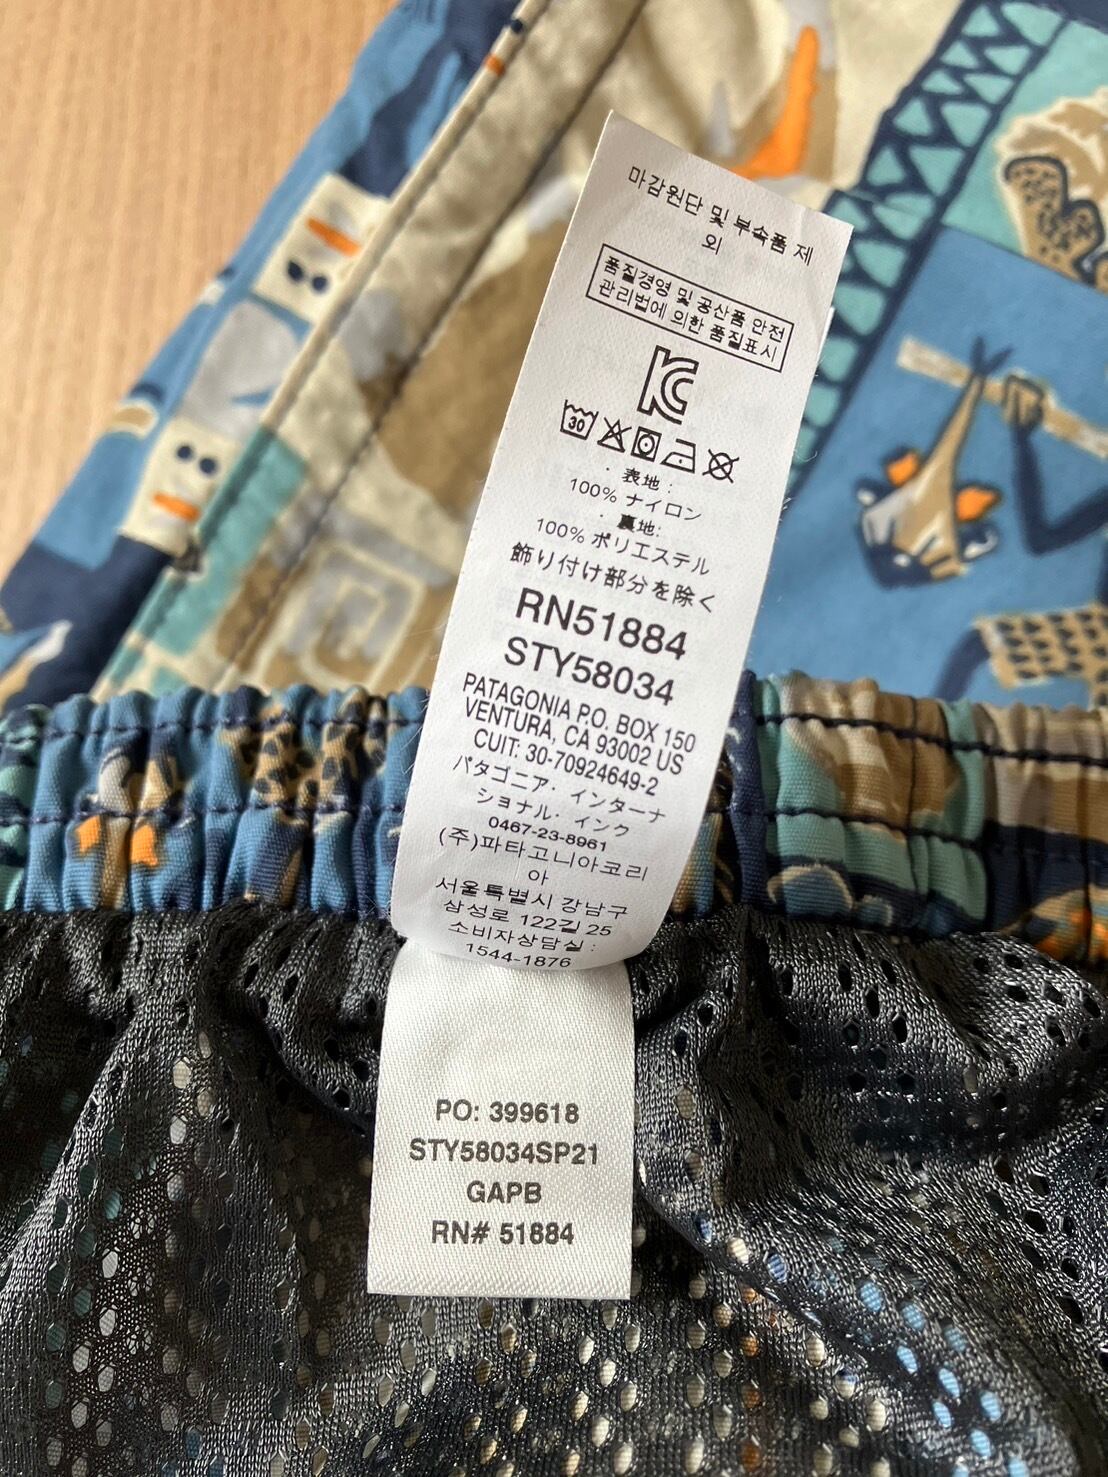 마감원단 및 부속품 제
외
품질경영 및 공산품 안전
관리법에 의한 품질표시
30
· 表地 :
100% ナイロン
· 裏地:
100% ポリエステル
飾り付け部分を除く
RN51884
STY58034
PATAGONIA P.O. BOX 150
VENTURA, CA 93002 US
CUIT: 30-70924649-2
パタゴニア・インターナ
ショナル・インク
0467-23-8961
(주)파타고니아코리
아
서울특별시 강남구
삼성로 122길 25
소비자상담실 :
1544-1876
PO: 399618
STY58034SP21
GAPB
RN# 51884